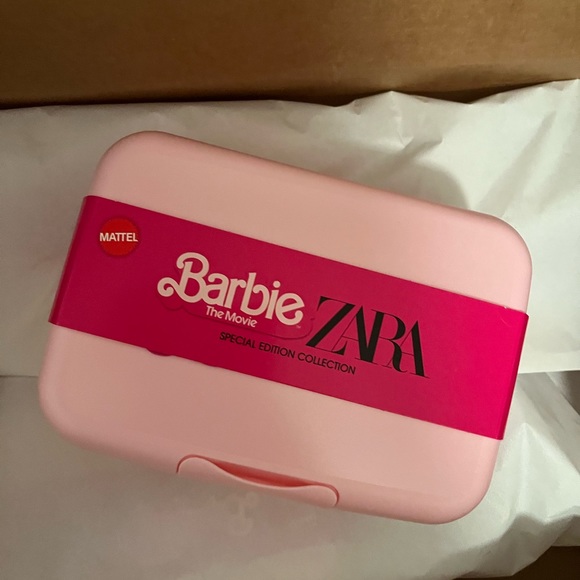 MATTEL
Barbie
The Movie
ZARA
SPECIAL EDITION COLLECTION